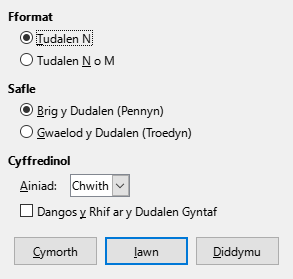 Fformat
Tudalen N
Tudalen N o M
Safle
Brig y Dudalen (Pennyn)
Gwaelod y Dudalen (Troedyn)
Cyffredinol
Ainiad: Chwith
Dangos y Rhif ar y Dudalen Gyntaf
Cymorth Iawn Diddymu